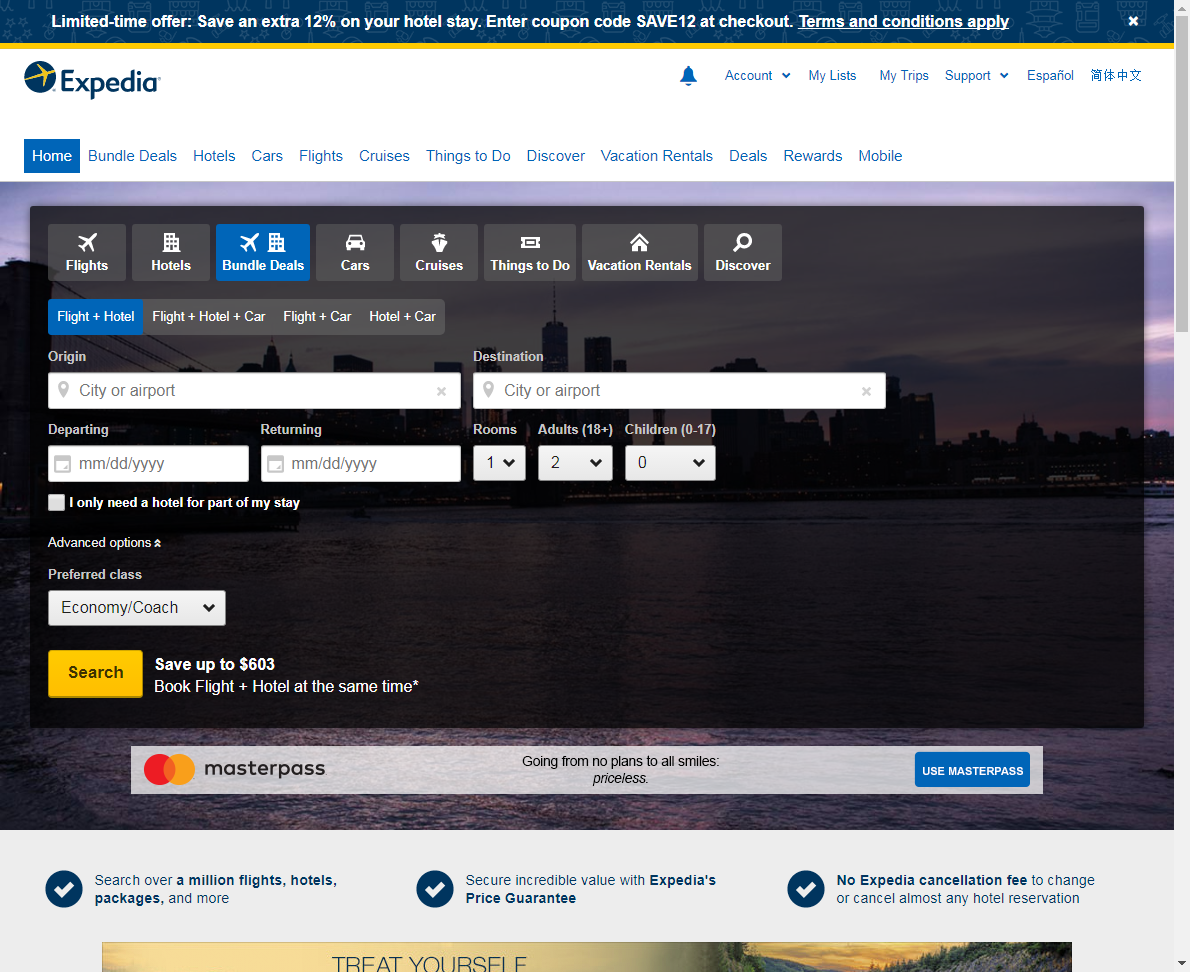 Limited-time offer: Save an extra 12% on your hotel stay. Enter coupon code SAVE12 at checkout. Terms and conditions apply
Expedia
Account My Lists My Trips Support Español 简体中文
Home Bundle Deals Hotels Cars Flights Cruises Things to Do Discover Vacation Rentals Deals Rewards Mobile
Flights Hotels Bundle Deals Cars Cruises Things to Do Vacation Rentals Discover
Flight + Hotel Flight + Hotel + Car Flight + Car Hotel + Car
Origin Destination
City or airport City or airport
Departing Returning Rooms Adults (18+) Children (0-17)
mm/dd/yyyy mm/dd/yyyy 1 2 0
I only need a hotel for part of my stay
Advanced options
Preferred class
Economy/Coach
Search
Save up to $603
Book Flight + Hotel at the same time*
masterpass
Going from no plans to all smiles:
priceless.
USE MASTERPASS
Search over a million flights, hotels,
packages, and more
Secure incredible value with Expedia's
Price Guarantee
No Expedia cancellation fee to change
or cancel almost any hotel reservation
TREAT YOURSELF